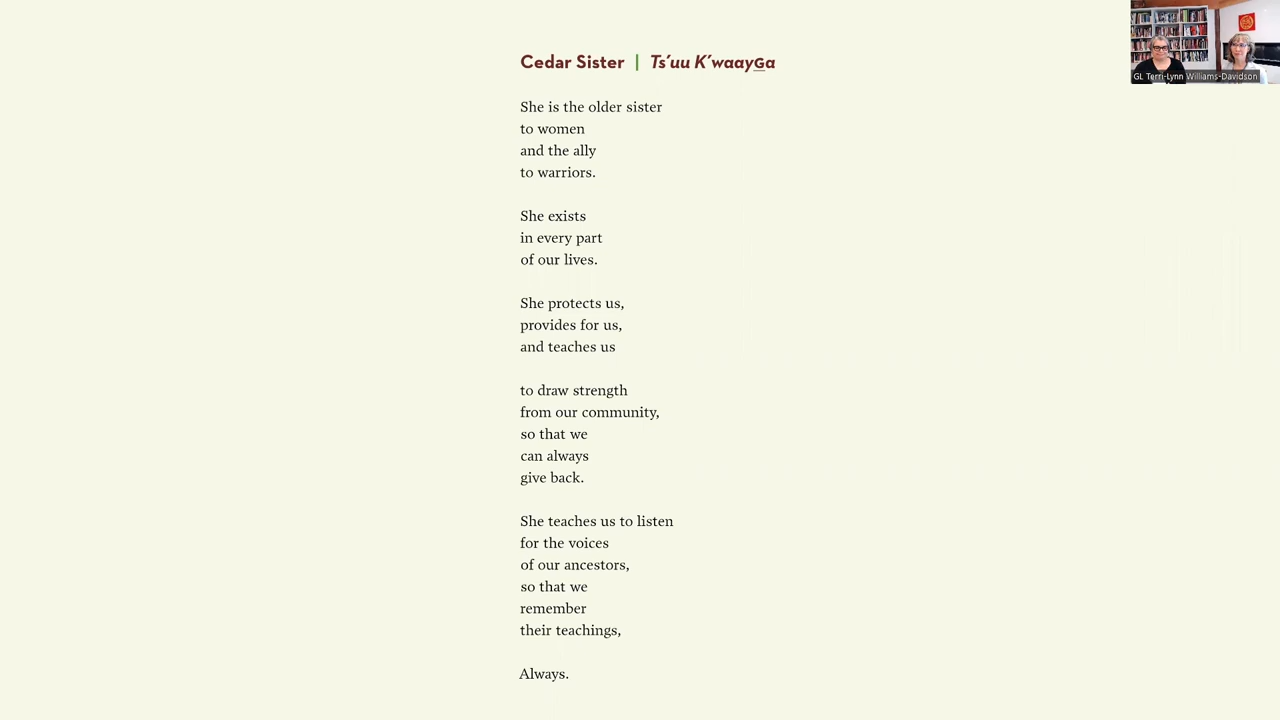 Cedar Sister | Ts'uu K'waayG̲a
She is the older sister
to women
and the ally
to warriors.
She exists
in every part
of our lives.
She protects us,
provides for us,
and teaches us
to draw strength
from our community,
so that we
can always
give back.
She teaches us to listen
for the voices
of our ancestors,
so that we
remember
their teachings,
Always.
GL Terri-Lynn Williams-Davidson